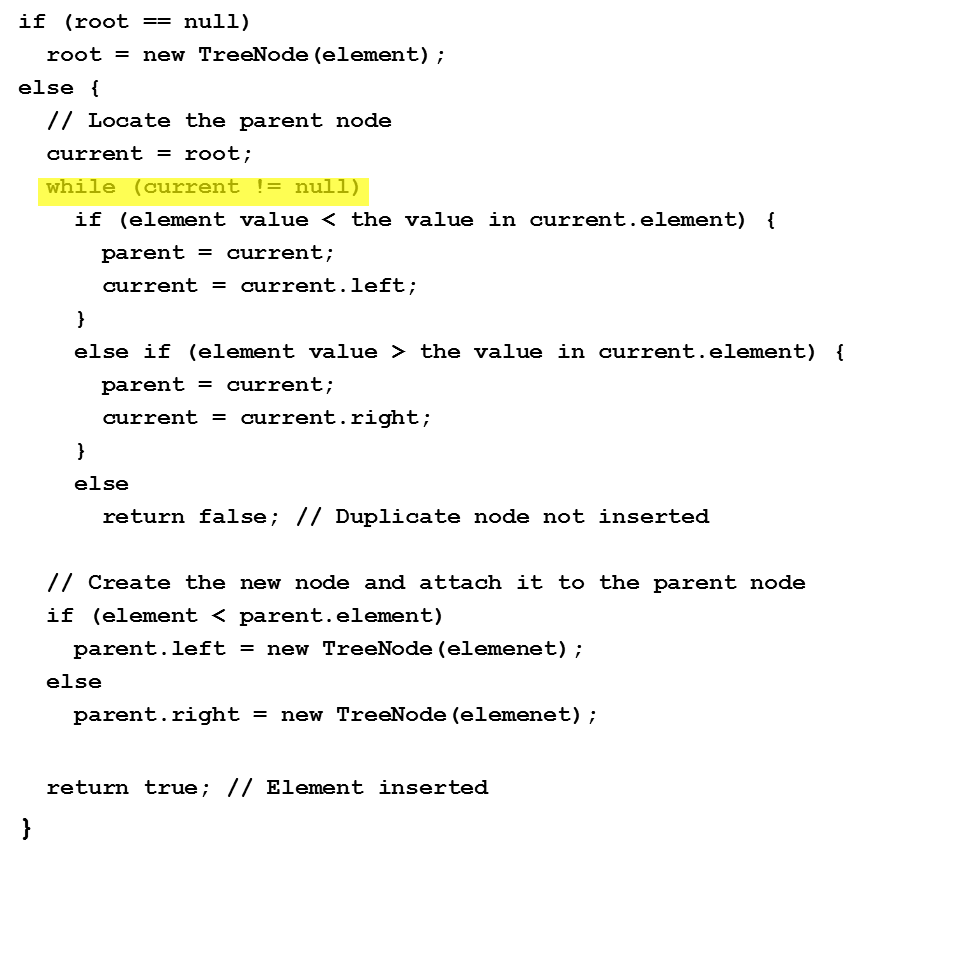 if (root == null)
root = new TreeNode(element);
else {
// Locate the parent node
current = root;
while (current != null)
if (element value < the value in current.element) {
parent = current;
current = current.left;
}
else if (element value > the value in current.element) {
parent = current;
current = current.right;
}
else
return false; // Duplicate node not inserted
// Create the new node and attach it to the parent node
if (element < parent.element)
parent.left = new TreeNode(elemenet);
else
parent.right = new TreeNode(elemenet);
return true; // Element inserted
}